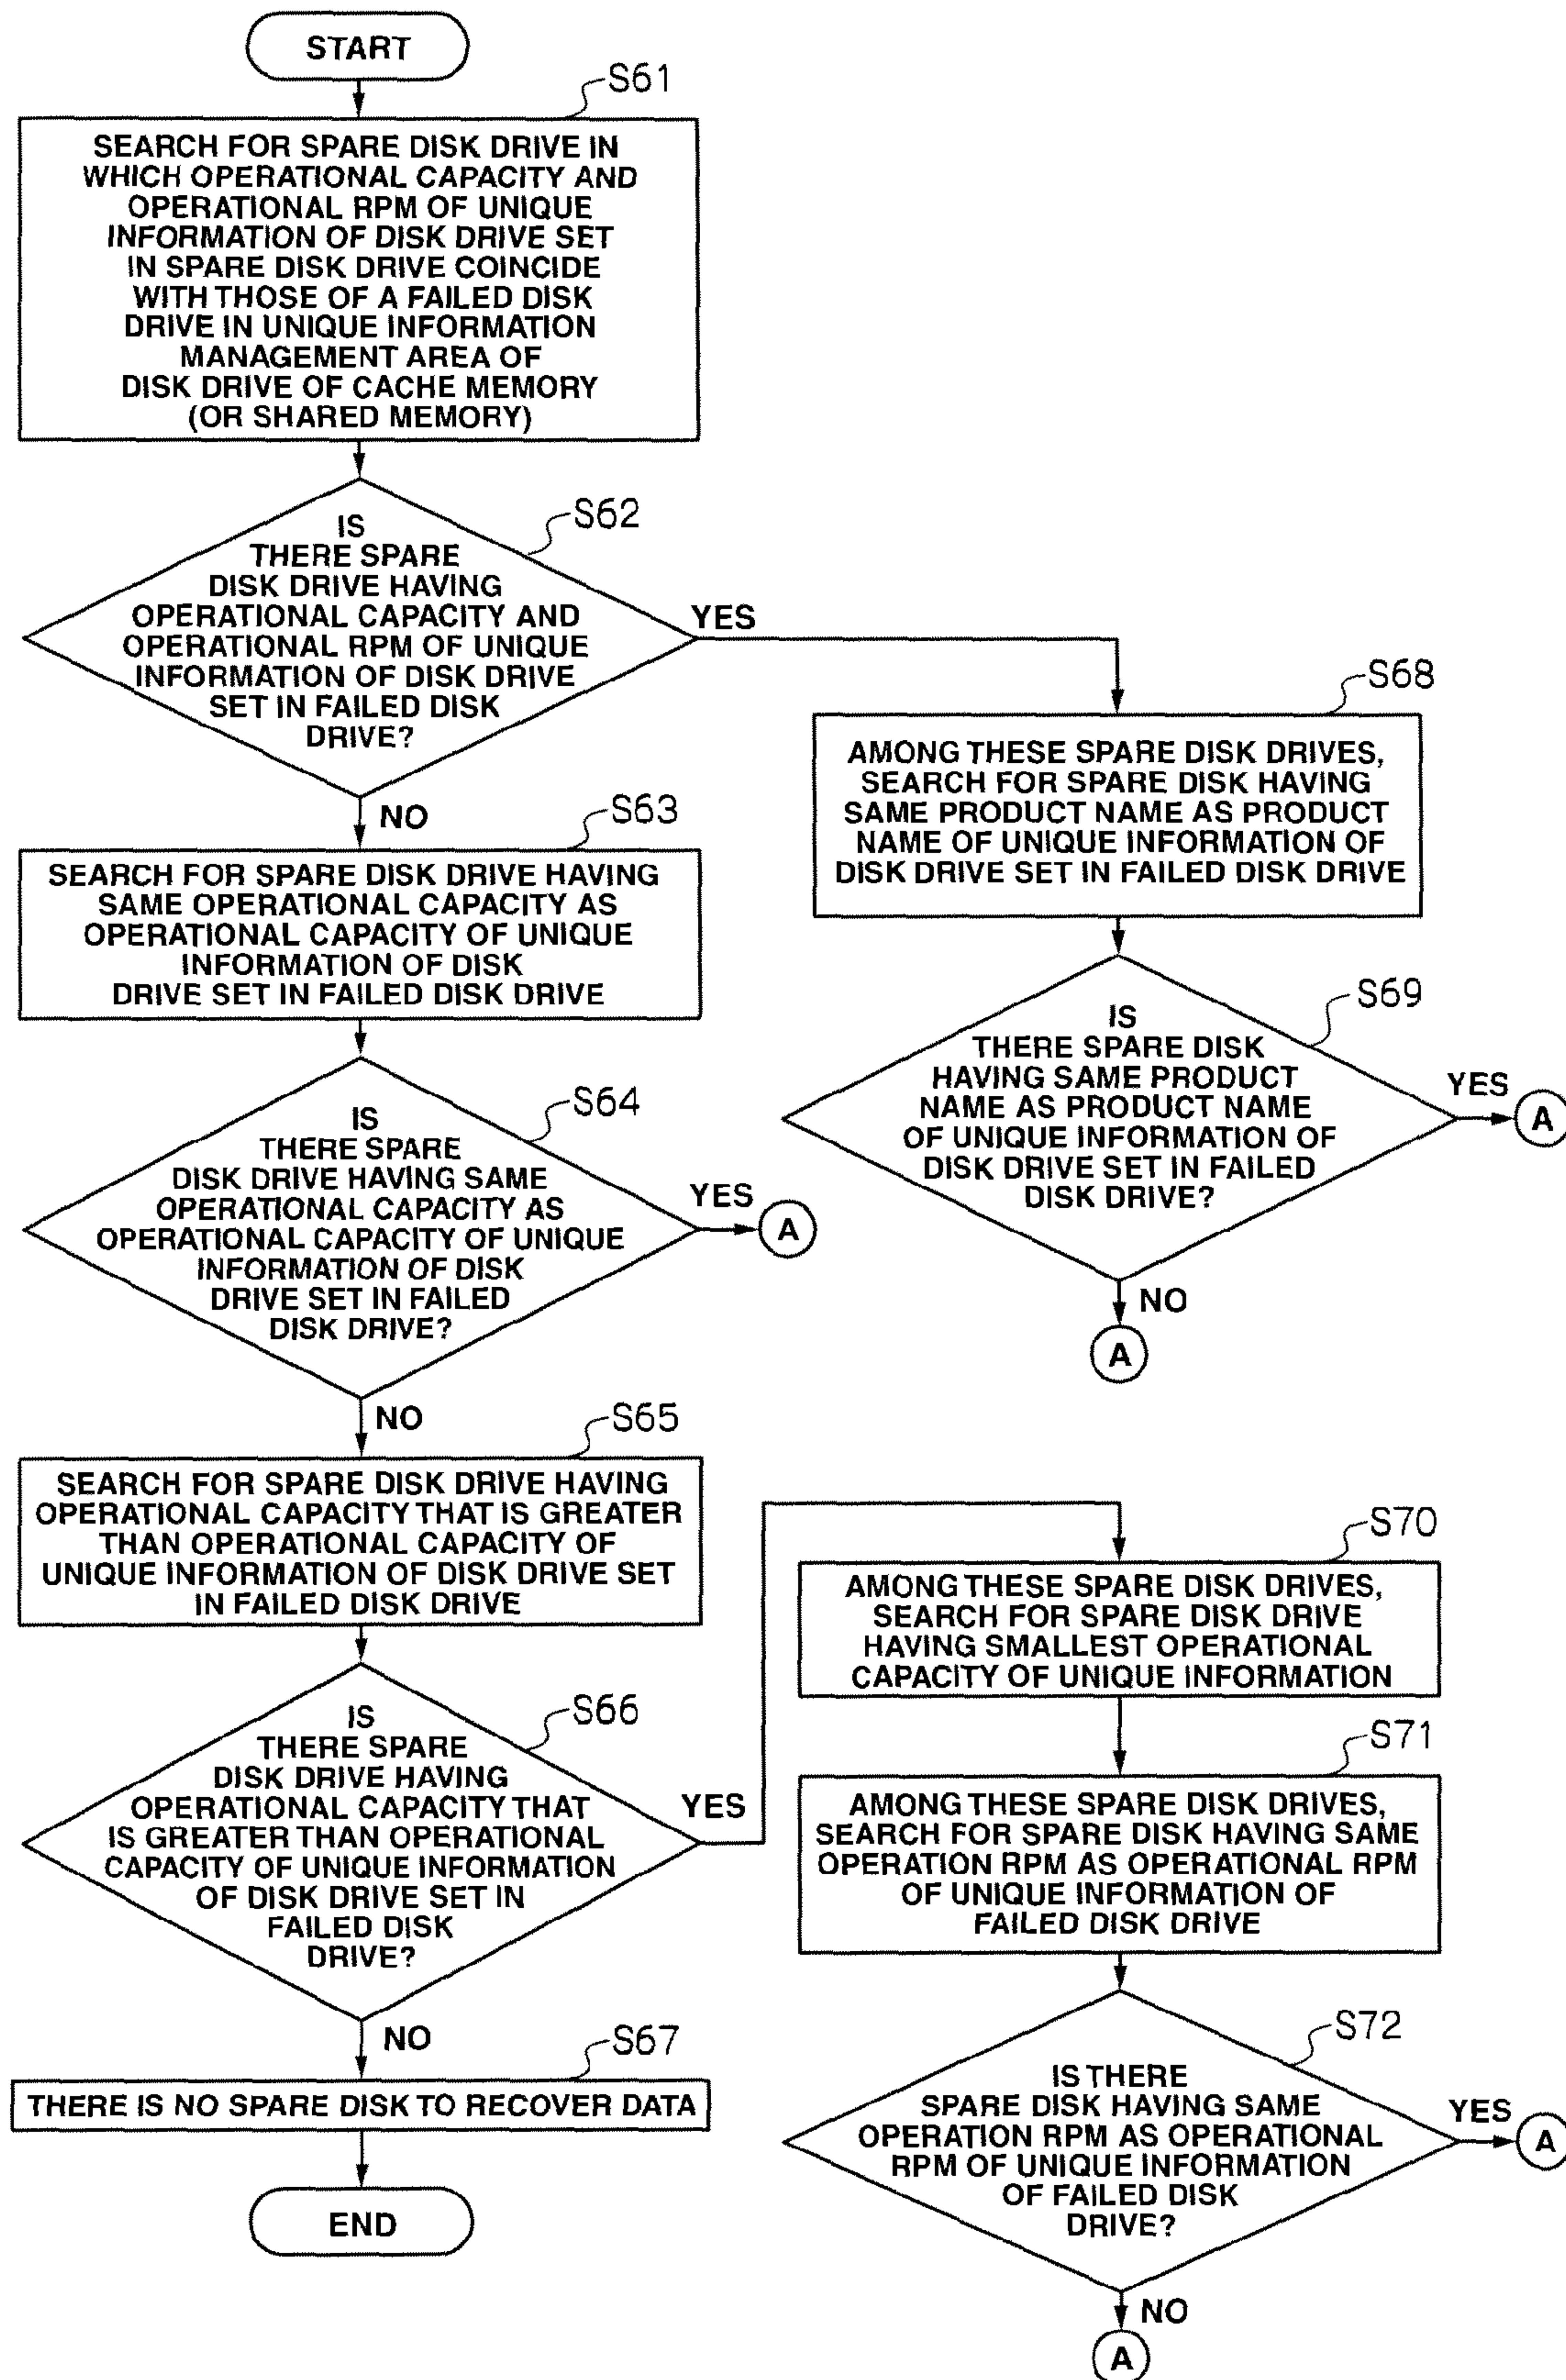 START
S61
SEARCH FOR SPARE DISK DRIVE IN
WHICH OPERATIONAL CAPACITY AND
OPERATIONAL RPM OF UNIQUE
INFORMATION OF DISK DRIVE SET
IN SPARE DISK DRIVE COINCIDE
WITH THOSE OF A FAILED DISK
DRIVE IN UNIQUE INFORMATION
MANAGEMENT AREA OF
DISK DRIVE OF CACHE MEMORY
(OR SHARED MEMORY)
S62
IS
THERE SPARE
DISK DRIVE HAVING
OPERATIONAL CAPACITY AND
OPERATIONAL RPM OF UNIQUE
INFORMATION OF DISK DRIVE
SET IN FAILED DISK
DRIVE?
YES
NO
S63
SEARCH FOR SPARE DISK DRIVE HAVING
SAME OPERATIONAL CAPACITY AS
OPERATIONAL CAPACITY OF UNIQUE
INFORMATION OF DISK
DRIVE SET IN FAILED DISK DRIVE
S64
IS
THERE SPARE
DISK DRIVE HAVING SAME
OPERATIONAL CAPACITY AS
OPERATIONAL CAPACITY OF UNIQUE
INFORMATION OF DISK
DRIVE SET IN FAILED
DISK DRIVE?
YES
A
NO
S65
SEARCH FOR SPARE DISK DRIVE HAVING
OPERATIONAL CAPACITY THAT IS GREATER
THAN OPERATIONAL CAPACITY OF
UNIQUE INFORMATION OF DISK DRIVE SET
IN FAILED DISK DRIVE
S66
IS
THERE SPARE
DISK DRIVE HAVING
OPERATIONAL CAPACITY THAT
IS GREATER THAN OPERATIONAL
CAPACITY OF UNIQUE INFORMATION
OF DISK DRIVE SET IN
FAILED DISK
DRIVE?
YES
NO
S67
THERE IS NO SPARE DISK TO RECOVER DATA
END
S68
AMONG THESE SPARE DISK DRIVES,
SEARCH FOR SPARE DISK HAVING
SAME PRODUCT NAME AS PRODUCT
NAME OF UNIQUE INFORMATION OF
DISK DRIVE SET IN FAILED DISK DRIVE
S69
IS
THERE SPARE DISK
HAVING SAME PRODUCT
NAME AS PRODUCT NAME
OF UNIQUE INFORMATION OF
DISK DRIVE SET IN FAILED
DISK DRIVE?
YES
A
NO
A
S70
AMONG THESE SPARE DISK DRIVES,
SEARCH FOR SPARE DISK DRIVE
HAVING SMALLEST OPERATIONAL
CAPACITY OF UNIQUE INFORMATION
S71
AMONG THESE SPARE DISK DRIVES,
SEARCH FOR SPARE DISK HAVING SAME
OPERATION RPM AS OPERATIONAL RPM
OF UNIQUE INFORMATION OF
FAILED DISK DRIVE
S72
IS THERE
SPARE DISK HAVING SAME
OPERATION RPM AS OPERATIONAL
RPM OF UNIQUE INFORMATION
OF FAILED DISK
DRIVE?
YES
A
NO
A